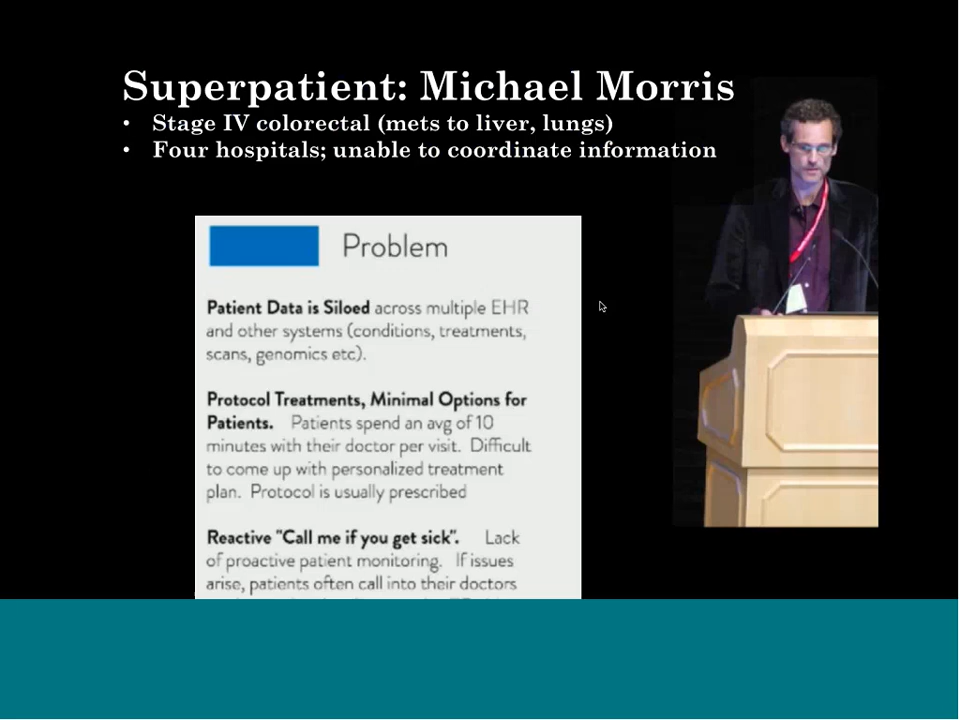 Superpatient: Michael Morris
• Stage IV colorectal (mets to liver, lungs)
• Four hospitals; unable to coordinate information
Problem
Patient Data is Siloed across multiple EHR
and other systems (conditions, treatments,
scans, genomics etc).
Protocol Treatments, Minimal Options for
Patients. Patients spend an avg of 10
minutes with their doctor per visit. Difficult
to come up with personalized treatment
plan. Protocol is usually prescribed
Reactive "Call me if you get sick". Lack
of proactive patient monitoring. If issues
arise, patients often call into their doctors